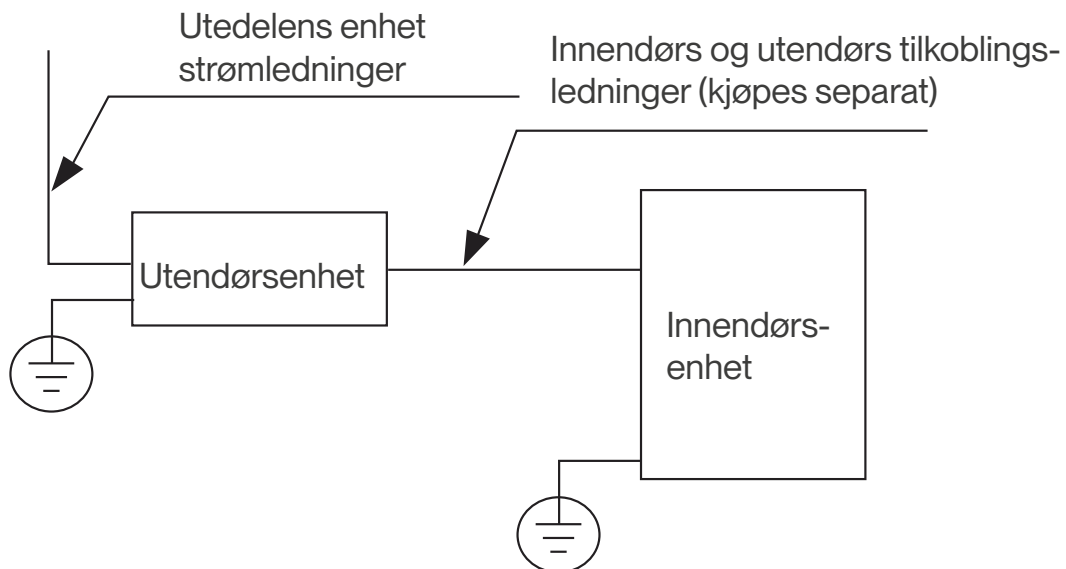 Utedelens enhet
strømledninger
Innendørs og utendørs tilkoblings-
ledninger (kjøpes separat)
Utendørsenhet
Innendørs-
enhet